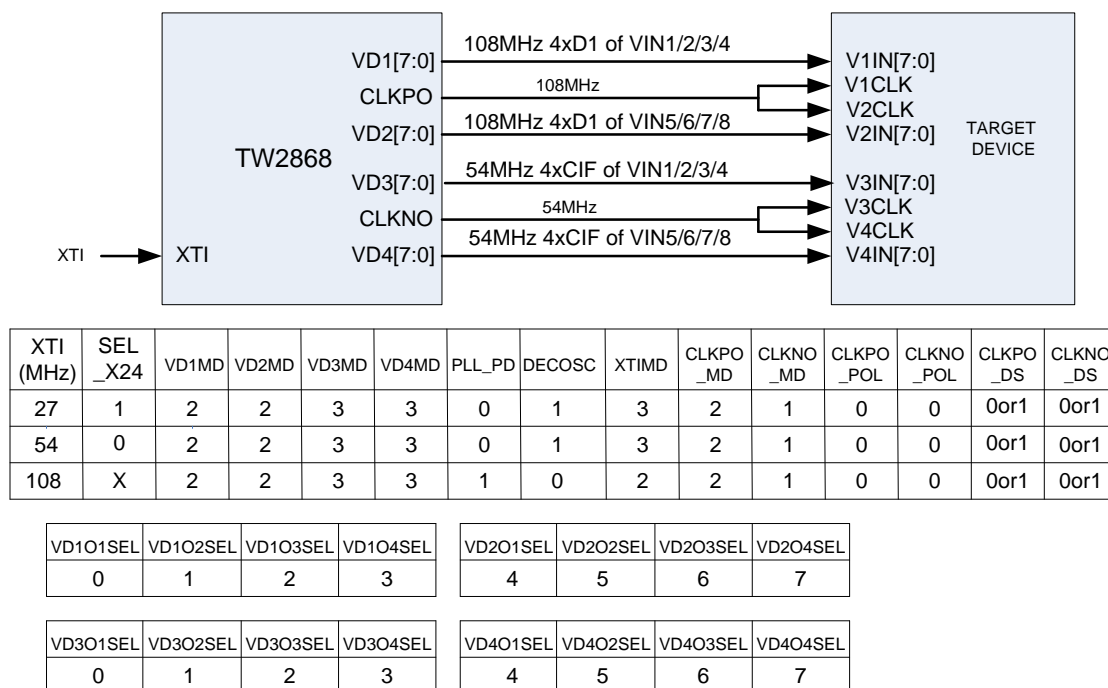 108MHz 4xD1 of VIN1/2/3/4
VD1[7:0]
V1IN[7:0]
CLKPO
108MHz
V1CLK
V2CLK
VD2[7:0]
108MHz 4xD1 of VIN5/6/7/8
V2IN[7:0]
TARGET
DEVICE
TW2868
VD3[7:0]
54MHz 4xCIF of VIN1/2/3/4
V3IN[7:0]
CLKNO
54MHz
V3CLK
V4CLK
XTI
XTI
VD4[7:0]
54MHz 4xCIF of VIN5/6/7/8
V4IN[7:0]
XTI (MHz) SEL _X24 VD1MD VD2MD VD3MD VD4MD PLL_PD DECOSC XTIMD CLKPO _MD CLKNO _MD CLKPO _POL CLKNO _POL CLKPO _DS CLKNO _DS
27 1 2 2 3 3 0 1 3 2 1 0 0 0or1 0or1
54 0 2 2 3 3 0 1 3 2 1 0 0 0or1 0or1
108 X 2 2 3 3 1 0 2 2 1 0 0 0or1 0or1
VD1O1SEL VD1O2SEL VD1O3SEL VD1O4SEL VD2O1SEL VD2O2SEL VD2O3SEL VD2O4SEL
0 1 2 3 4 5 6 7
VD3O1SEL VD3O2SEL VD3O3SEL VD3O4SEL VD4O1SEL VD4O2SEL VD4O3SEL VD4O4SEL
0 1 2 3 4 5 6 7